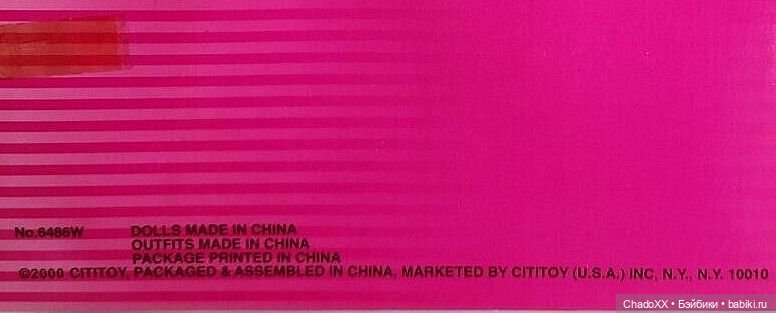 No.6486W DOLLS MADE IN CHINA
OUTFITS MADE IN CHINA
PACKAGE PRINTED IN CHINA
©2000 CITITOY, PACKAGED & ASSEMBLED IN CHINA, MARKETED BY CITITOY (U.S.A.) INC, N.Y., N.Y. 10010
ChadoXX • Бэйбики • babiki.ru